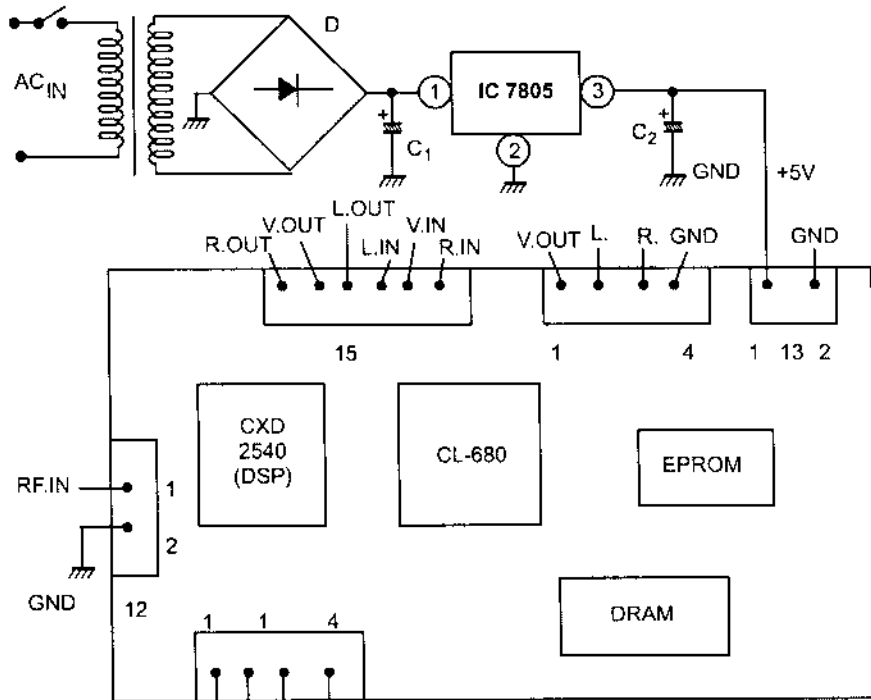 D
AC IN
1
IC 7805
3
+
C1
2
+
C2
GND
+5V
R.OUT
V.OUT
L.OUT
L.IN
V.IN
R.IN
V.OUT
L.
R.
GND
GND
15
1
4
1
13
2
CXD
2540
(DSP)
CL-680
EPROM
RF.IN
1
2
GND
12
DRAM
1
1
4